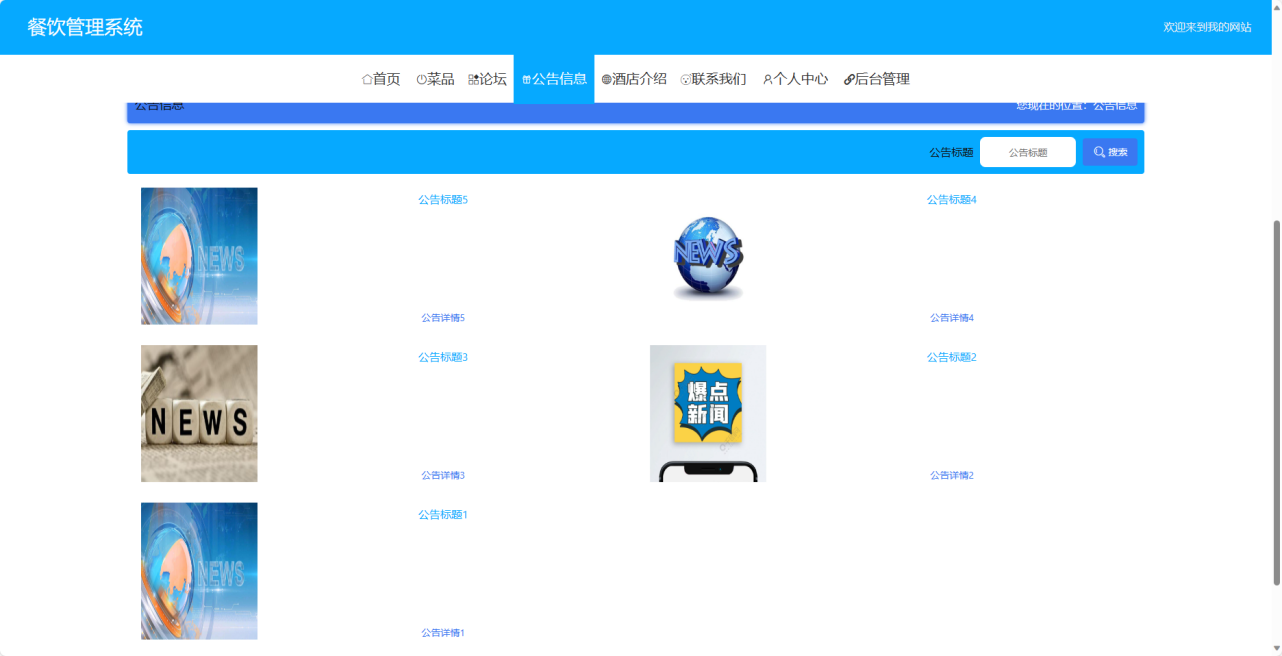 餐饮管理系统
欢迎来到我的网站
首页 菜品 论坛 公告信息 酒店介绍 联系我们 个人中心 后台管理
公告信息
您现在的位置：公告信息
公告标题 公告标题 搜索
NEWS
公告标题5
公告详情5
NEWS
公告标题4
公告详情4
NEWS
公告标题3
公告详情3
爆点
新闻
公告标题2
公告详情2
NEWS
公告标题1
公告详情1